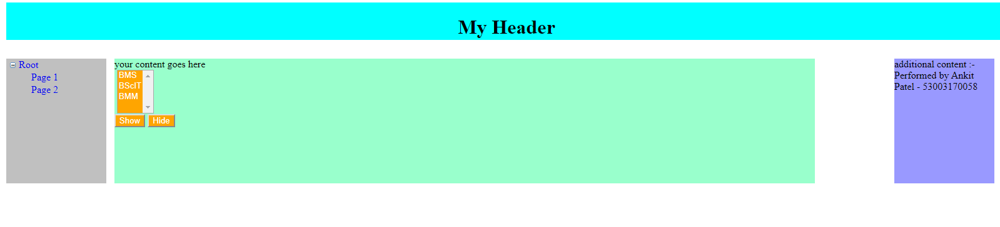 My Header
Root
Page 1
Page 2
your content goes here
BMS
BScIT
BMM
Show Hide
additional content :-
Performed by Ankit
Patel - 53003170058